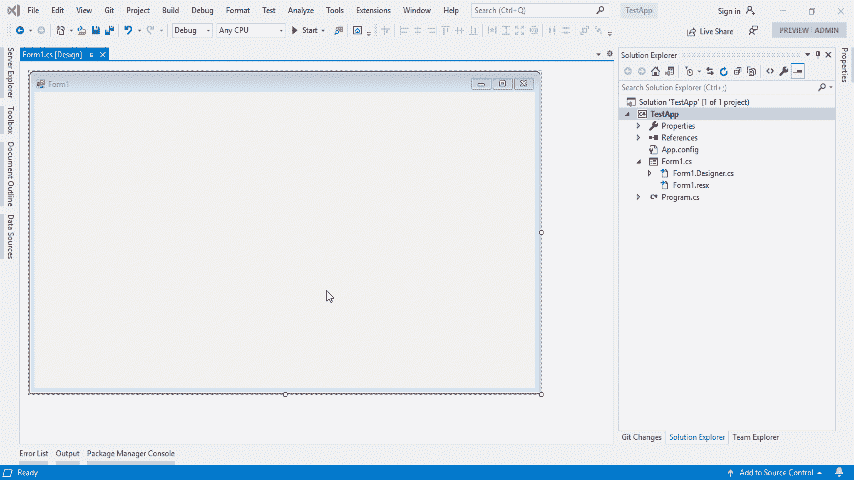 File Edit View Git Project Build Debug Format Test Analyze Tools Extensions Window Help Search (Ctrl+Q) TestApp Sign in
Debug Any CPU Start Live Share PREVIEW ADMIN
Form1.cs [Design]
Server Explorer
Toolbox
Document Outline
Data Sources
Form1
Solution Explorer
Search Solution Explorer (Ctrl+;)
Solution 'TestApp' (1 of 1 project)
TestApp
Properties
References
App.config
Form1.cs
Form1.Designer.cs
Form1.resx
Program.cs
Properties
Git Changes Solution Explorer Team Explorer
Error List Output Package Manager Console
Ready Add to Source Control